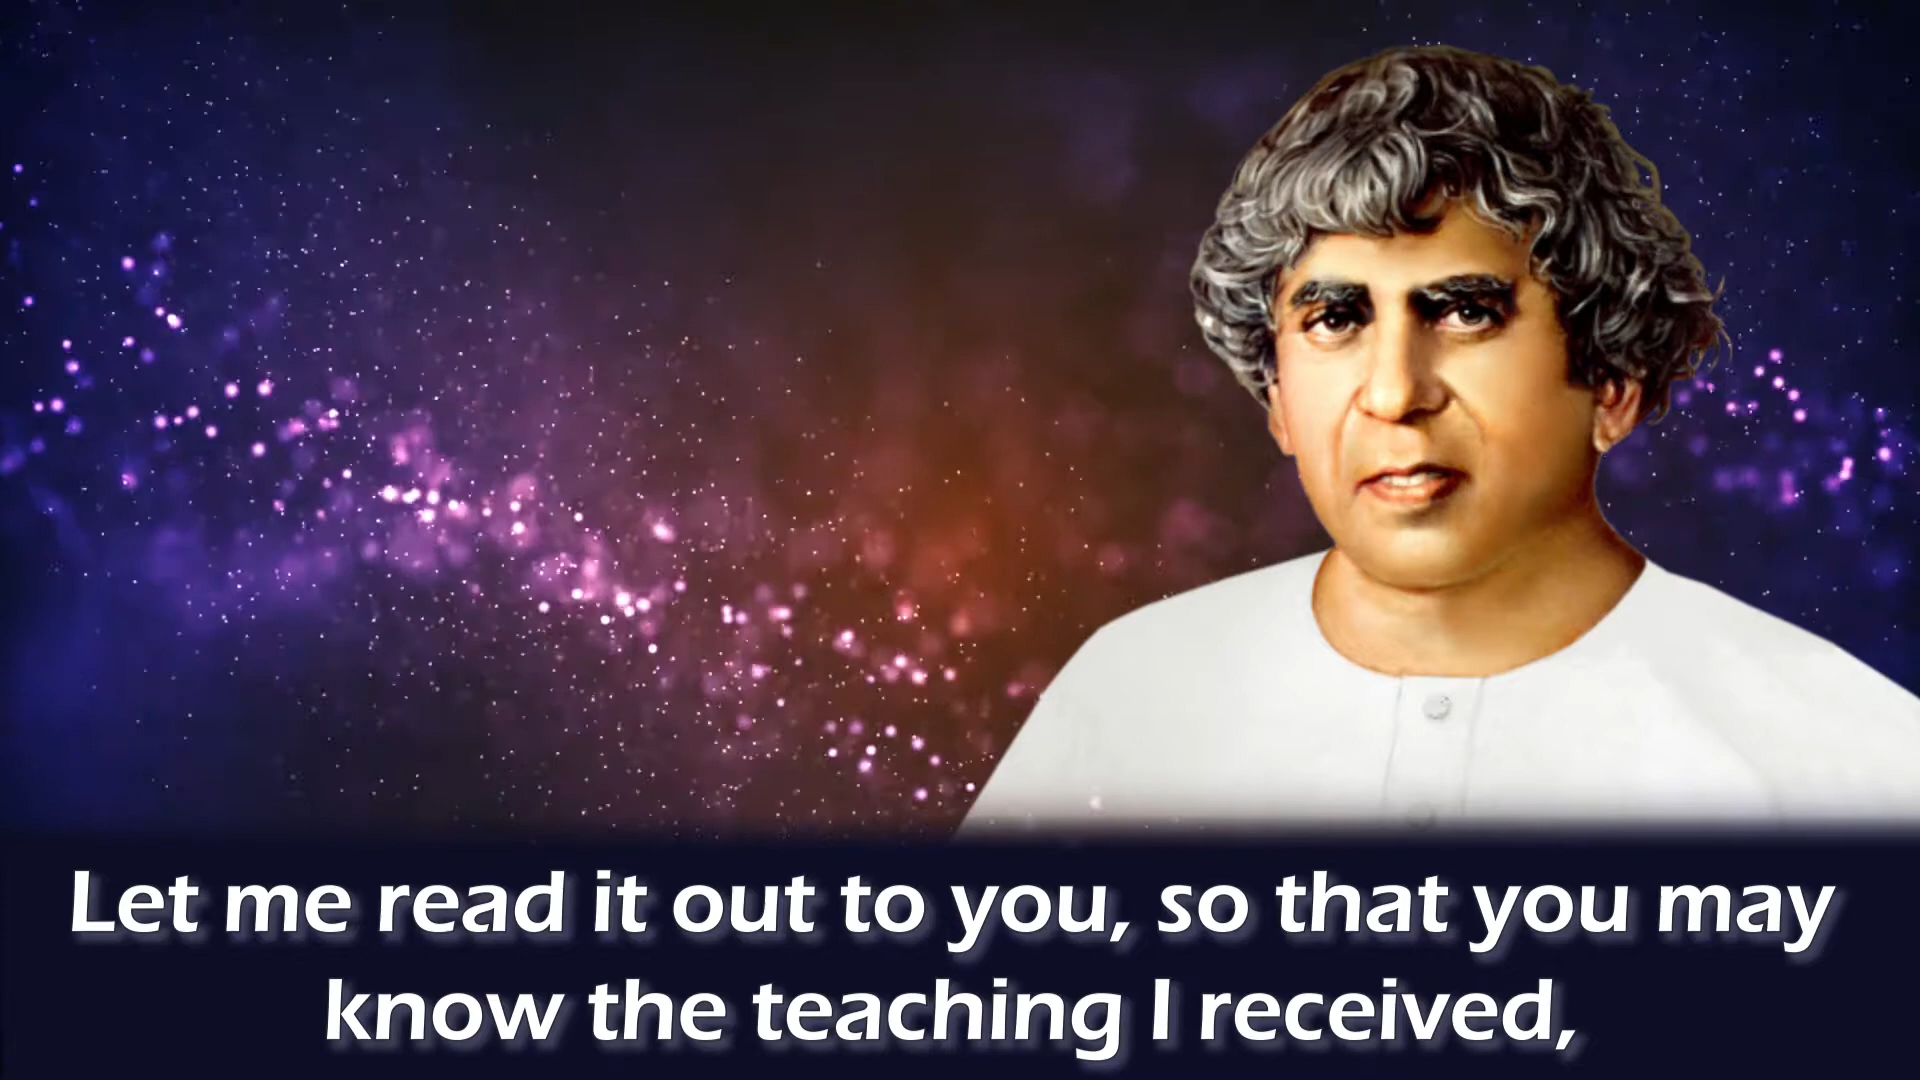 Let me read it out to you, so that you may
know the teaching I received,